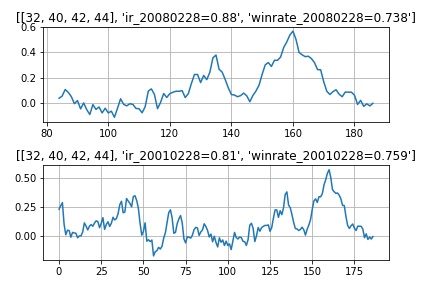 [[32, 40, 42, 44], 'ir_20080228=0.88', 'winrate_20080228=0.738']
0.6
0.4
0.2
0.0
80 100 120 140 160 180
[[32, 40, 42, 44], 'ir_20010228=0.81', 'winrate_20010228=0.759']
0.50
0.25
0.00
0 25 50 75 100 125 150 175